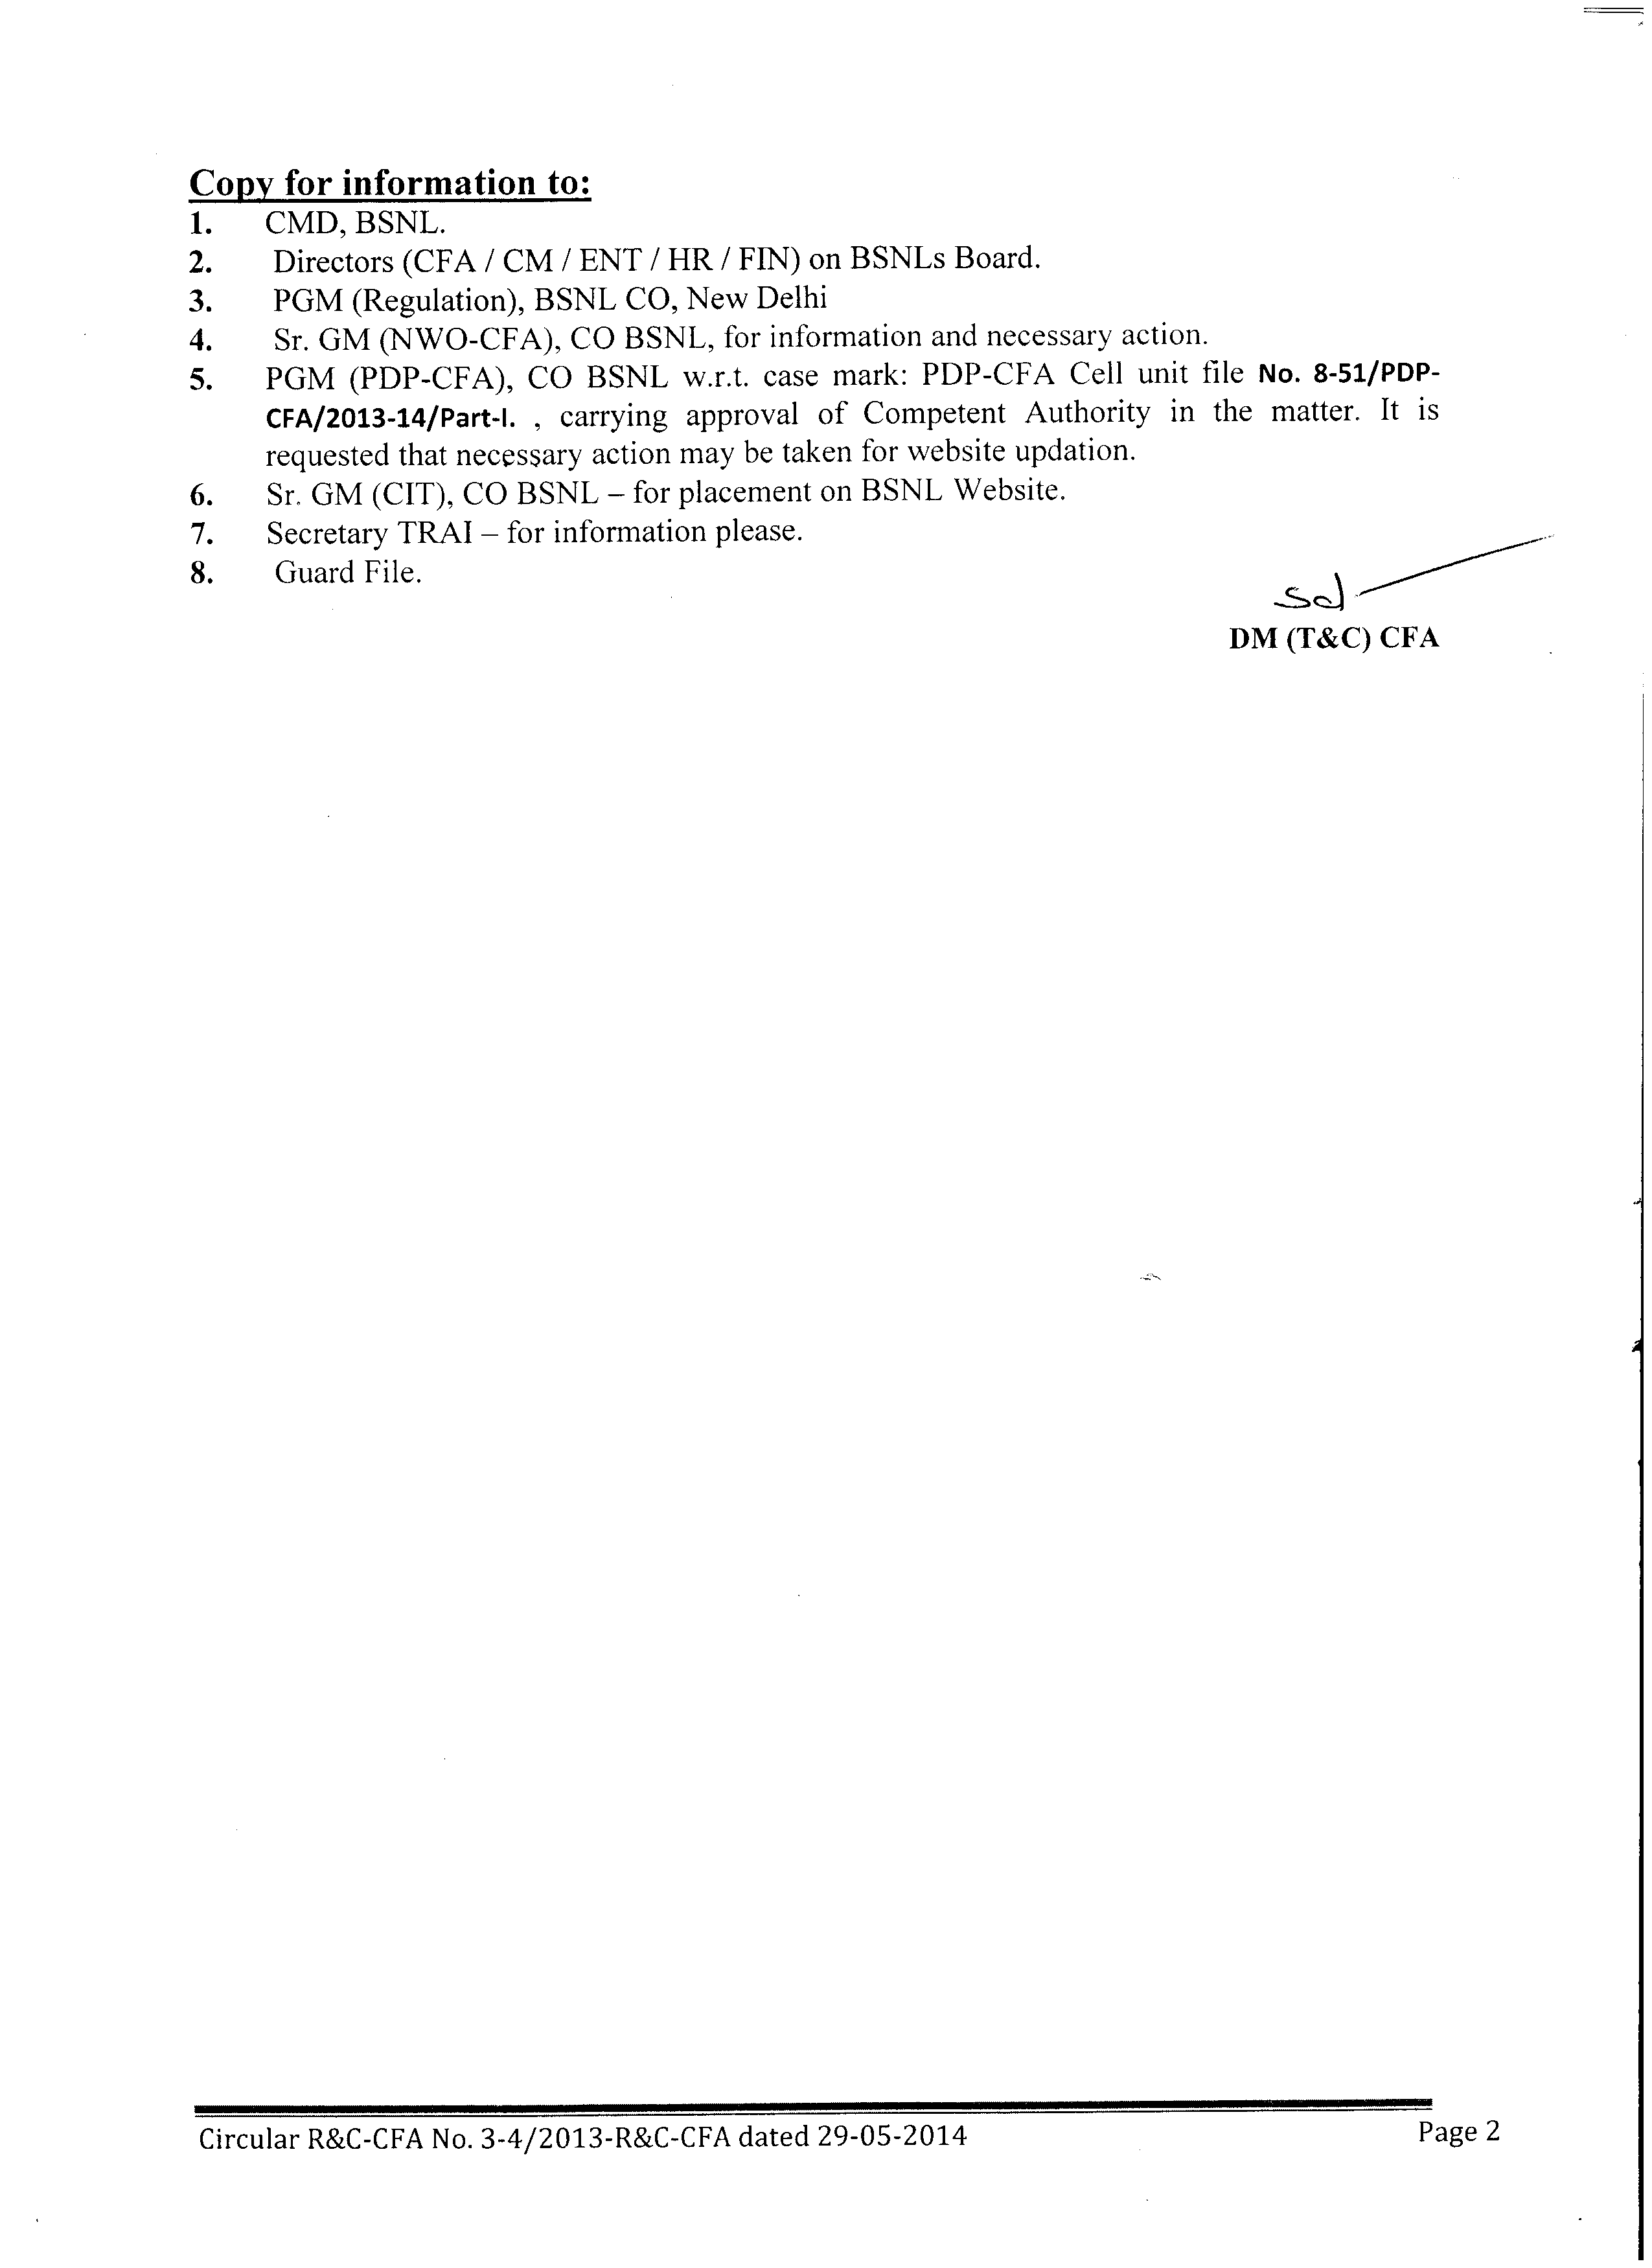 Copy for information to:
1. CMD, BSNL.
2. Directors (CFA / CM / ENT / HR / FIN) on BSNLs Board.
3. PGM (Regulation), BSNL CO, New Delhi
4. Sr. GM (NWO-CFA), CO BSNL, for information and necessary action.
5. PGM (PDP-CFA), CO BSNL w.r.t. case mark: PDP-CFA Cell unit file No. 8-51/PDP-
CFA/2013-14/Part-I. , carrying approval of Competent Authority in the matter. It is
requested that necessary action may be taken for website updation.
6. Sr. GM (CIT), CO BSNL – for placement on BSNL Website.
7. Secretary TRAI – for information please.
8. Guard File.
Sd
DM (T&C) CFA
Circular R&C-CFA No. 3-4/2013-R&C-CFA dated 29-05-2014 Page 2